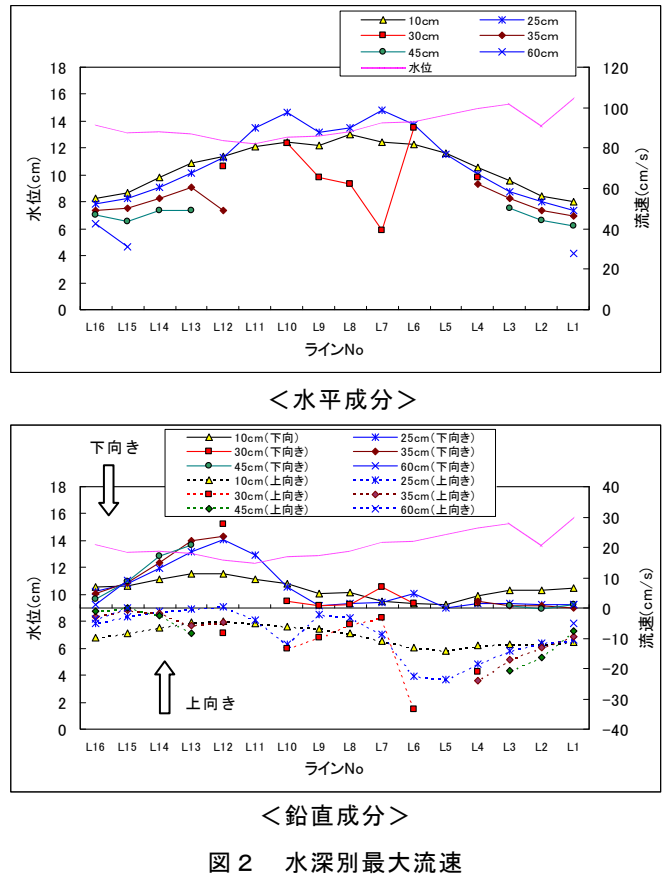 10cm 25cm
30cm 35cm
45cm 60cm
水位
18 120
16 100
14
12 80
10 60
8
6 40
4 20
2
0 0
水位(cm)
流速(cm/s)
L16 L15 L14 L13 L12 L11 L10 L9 L8 L7 L6 L5 L4 L3 L2 L1
ラインNo
＜水平成分＞
10cm(下向) 25cm(下向き)
30cm(下向き) 35cm(下向き)
45cm(下向き) 60cm(下向き)
10cm(上向き) 25cm(上向き)
30cm(上向き) 35cm(上向き)
45cm(上向き) 60cm(上向き)
下向き
18 40
16 30
14 20
12 10
10 0
8 -10
6 -20
4 -30
2 -40
0
水位(cm)
流速(cm/s)
上向き
L16 L15 L14 L13 L12 L11 L10 L9 L8 L7 L6 L5 L4 L3 L2 L1
ラインNo
＜鉛直成分＞
図２　水深別最大流速